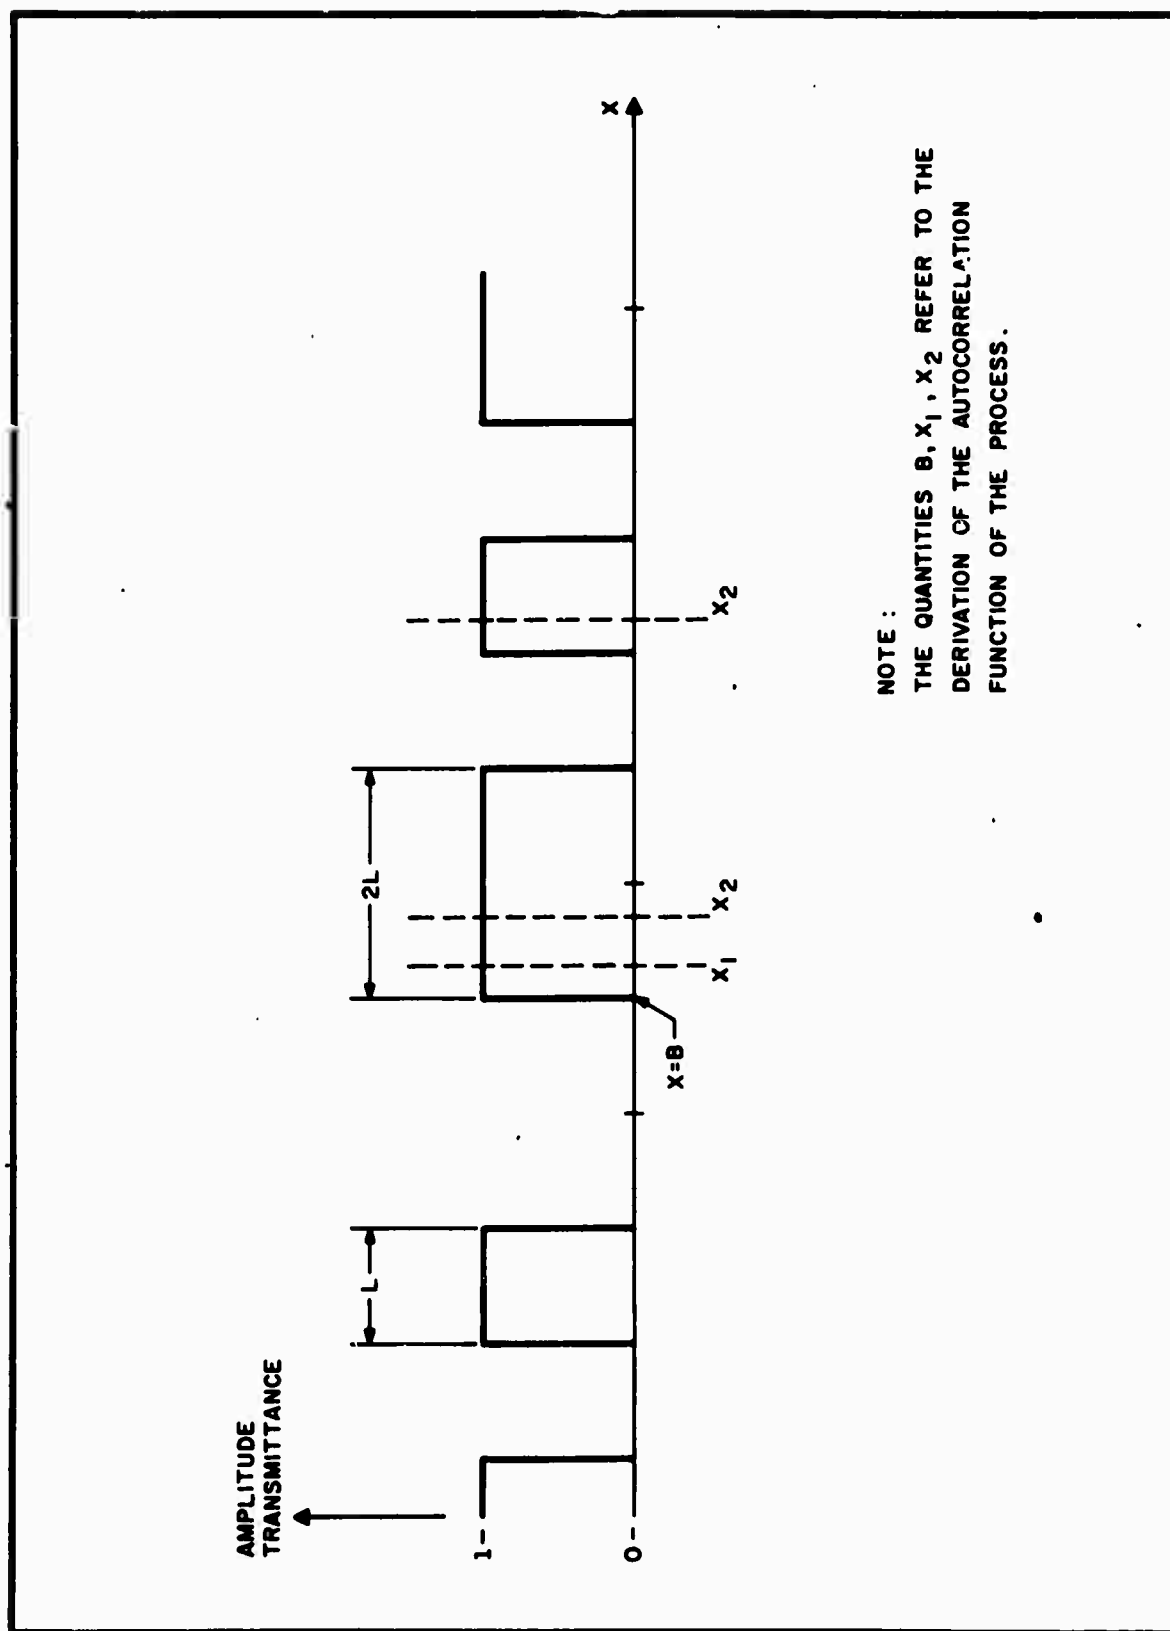 AMPLITUDE
TRANSMITTANCE
1-
0-
L
2L
X=B
X1
X2
X2
X
NOTE :
THE QUANTITIES B, X1, X2 REFER TO THE
DERIVATION OF THE AUTOCORRELATION
FUNCTION OF THE PROCESS.